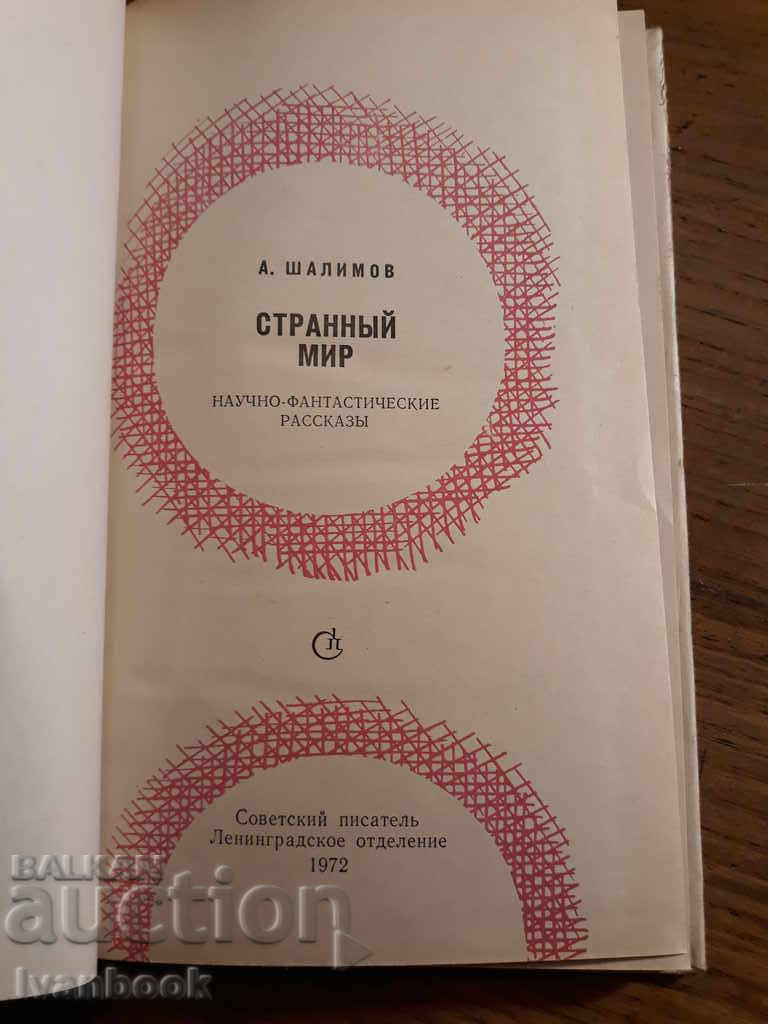 А. ШАЛИМОВ
СТРАННЫЙ
МИР
НАУЧНО-ФАНТАСТИЧЕСКИЕ
РАССКАЗЫ
Советский писатель
Ленинградское отделение
1972
BALKAN
auction
Ivanbook